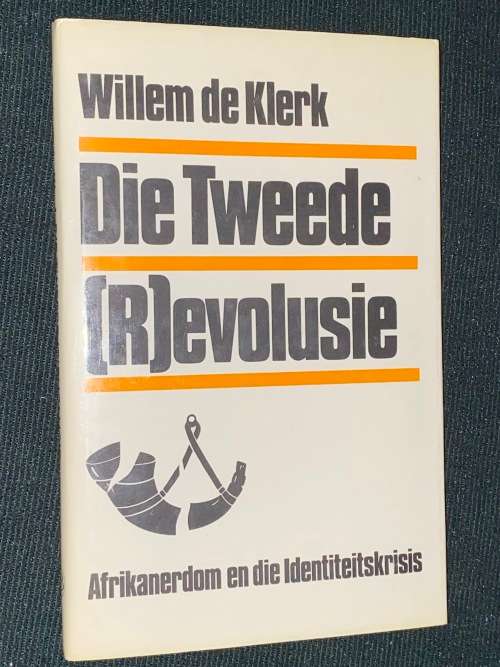 Willem de Klerk
Die Tweede
(R)evolusie
Afrikanerdom en die Identiteitskrisis